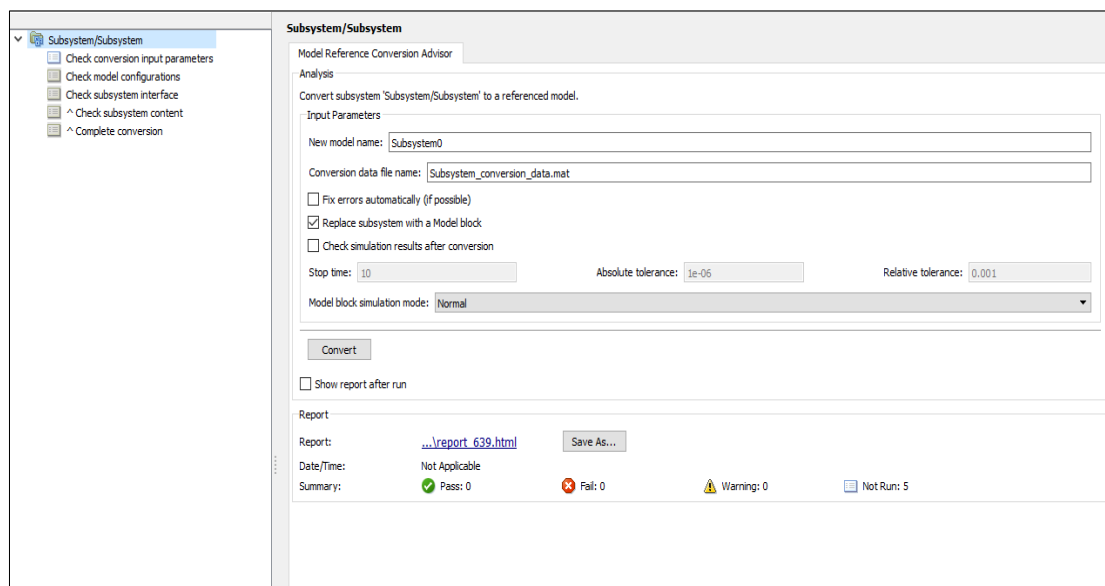 Subsystem/Subsystem
Check conversion input parameters
Check model configurations
Check subsystem interface
^ Check subsystem content
^ Complete conversion
Subsystem/Subsystem
Model Reference Conversion Advisor
Analysis
Convert subsystem 'Subsystem/Subsystem' to a referenced model.
Input Parameters
New model name: Subsystem0
Conversion data file name: Subsystem_conversion_data.mat
Fix errors automatically (if possible)
Replace subsystem with a Model block
Check simulation results after conversion
Stop time: 10 Absolute tolerance: 1e-06 Relative tolerance: 0.001
Model block simulation mode: Normal
Convert
Show report after run
Report
Report: ...\report_639.html Save As...
Date/Time: Not Applicable
Summary: Pass: 0 Fail: 0 Warning: 0 Not Run: 5